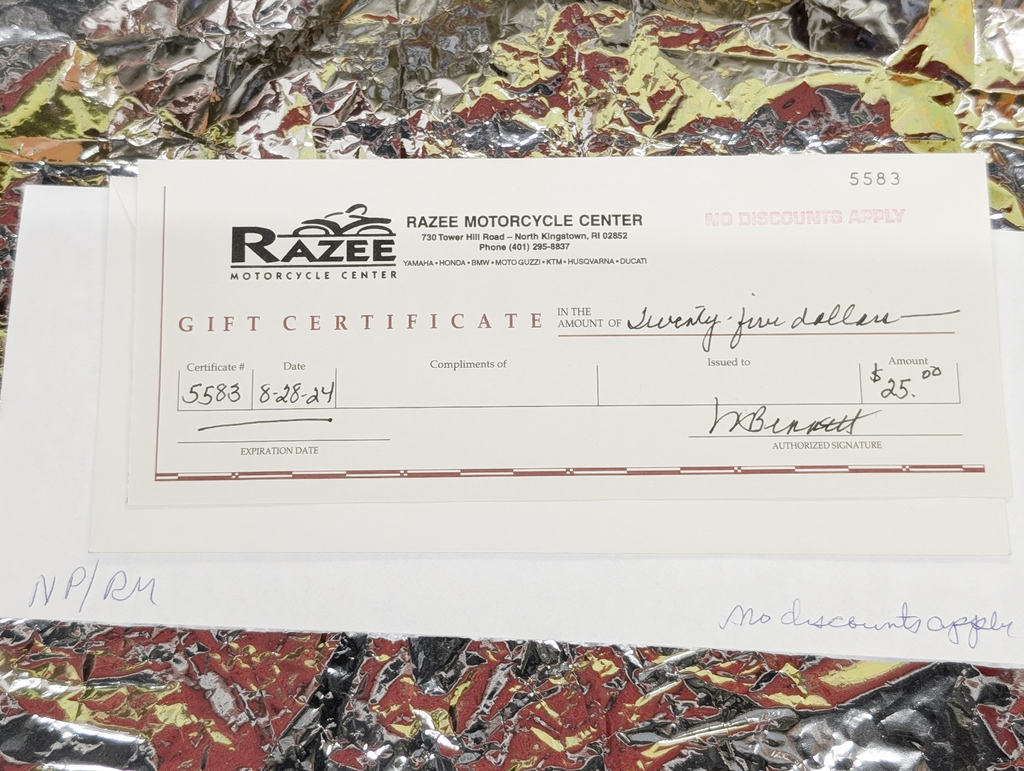 5583
NO DISCOUNTS APPLY
RAZEE
MOTORCYCLE CENTER
RAZEE MOTORCYCLE CENTER
730 Tower Hill Road – North Kingstown, RI 02852
Phone (401) 295-8837
YAMAHA • HONDA • BMW • MOTO GUZZI • KTM • HUSQVARNA • DUCATI
GIFT CERTIFICATE
IN THE
AMOUNT OF Twenty-five dollars
Certificate # Date Compliments of Issued to Amount
5583 8-28-24 $25.00
EXPIRATION DATE
Bennett
AUTHORIZED SIGNATURE
NP/RM
No discounts apply